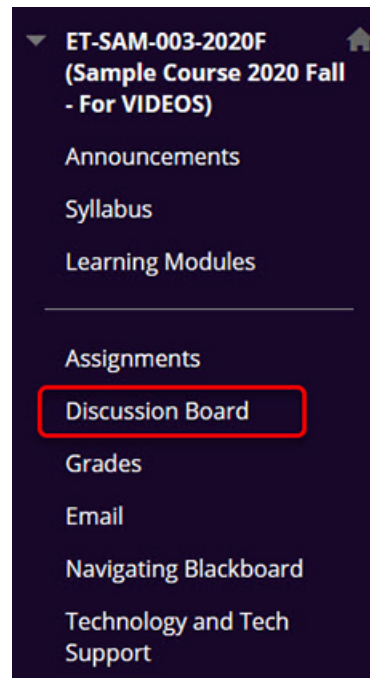 ET-SAM-003-2020F
(Sample Course 2020 Fall
- For VIDEOS)
Announcements
Syllabus
Learning Modules
Assignments
Discussion Board
Grades
Email
Navigating Blackboard
Technology and Tech
Support